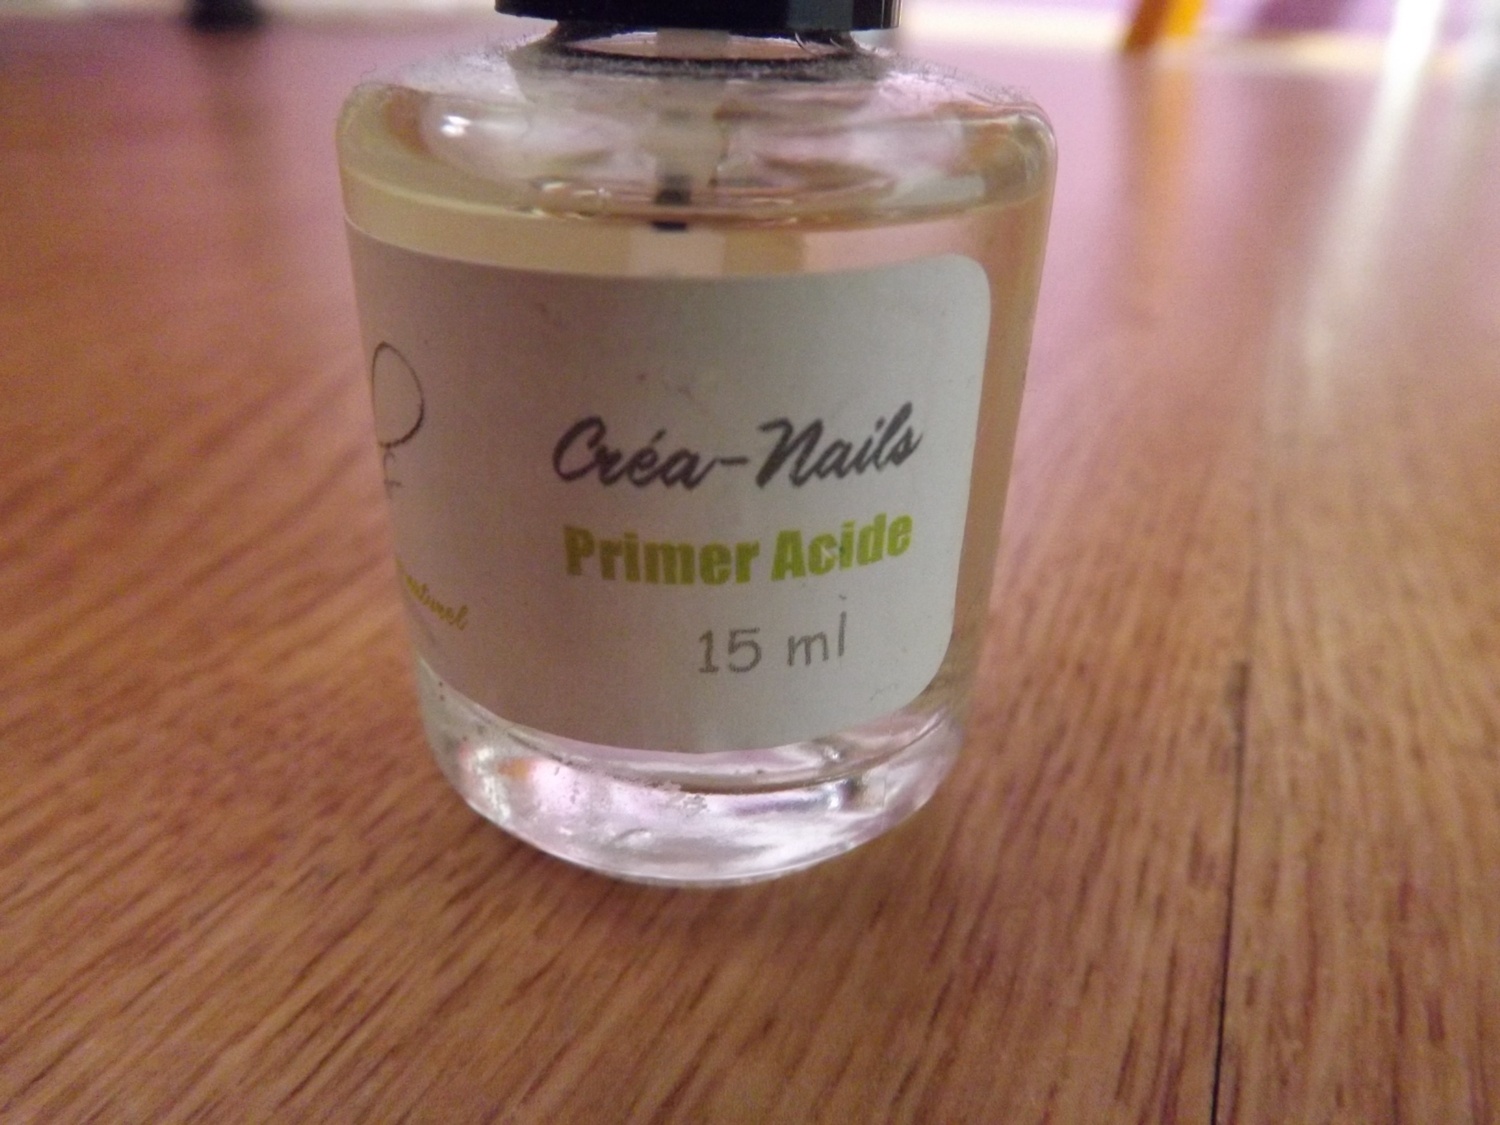 Créa-Nails
Primer Acide
15 ml